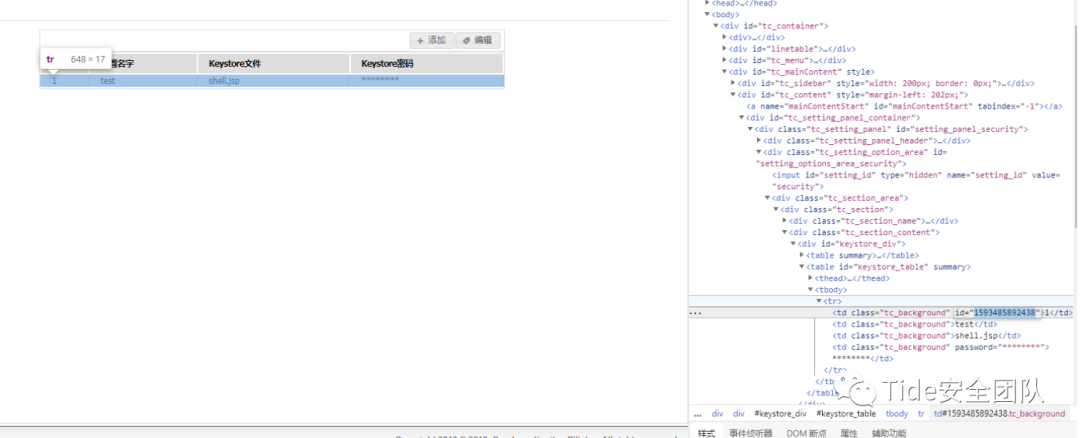 添加 编辑
tr 648 × 17
名字 Keystore文件 Keystore密码
1 test shell.jsp ********
<head>…</head>
<body>
<div id="tc_container">
<div>…</div>
<div id="linetable">…</div>
<div id="tc_menu">…</div>
<div id="tc_mainContent" style>
<div id="tc_sidebar" style="width: 200px; border: 0px;">…</div>
<div id="tc_content" style="margin-left: 202px;">
<a name="mainContentStart" id="mainContentStart" tabindex="-1"></a>
<div id="tc_setting_panel_container">
<div class="tc_setting_panel" id="setting_panel_security">
<div class="tc_setting_panel_header">…</div>
<div class="tc_setting_option_area" id=
"setting_options_area_security">
<input id="setting_id" type="hidden" name="setting_id" value=
"security">
<div class="tc_section_area">
<div class="tc_section">
<div class="tc_section_name">…</div>
<div class="tc_section_content">
<div id="keystore_div">
<table summary>…</table>
<table id="keystore_table" summary>
<thead>…</thead>
<tbody>
<tr>
... <td class="tc_background" id="1593485892438">1</td>
<td class="tc_background">test</td>
<td class="tc_background">shell.jsp</td>
<td class="tc_background" password="********">
********</td>
</tr>
</tb
</table
Tide安全团队
... div div #keystore_div #keystore_table tbody tr td#1593485892438.tc_background
样式 事件侦听器 DOM 断点 属性 辅助功能